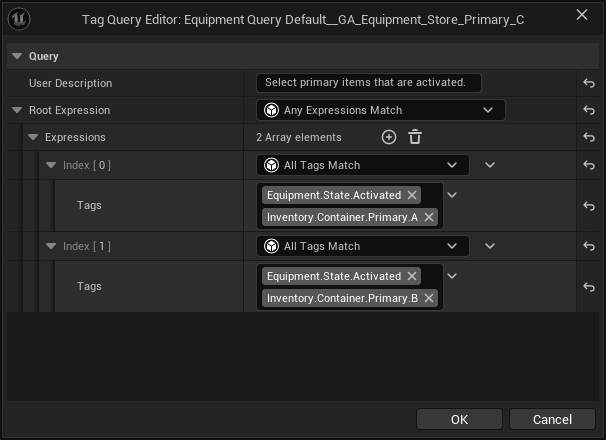 Tag Query Editor: Equipment Query Default__GA_Equipment_Store_Primary_C
Query
User Description
Select primary items that are activated.
Root Expression
Any Expressions Match
Expressions
2 Array elements
Index [ 0 ]
All Tags Match
Tags
Equipment.State.Activated
Inventory.Container.Primary.A
Index [ 1 ]
All Tags Match
Tags
Equipment.State.Activated
Inventory.Container.Primary.B
OK
Cancel